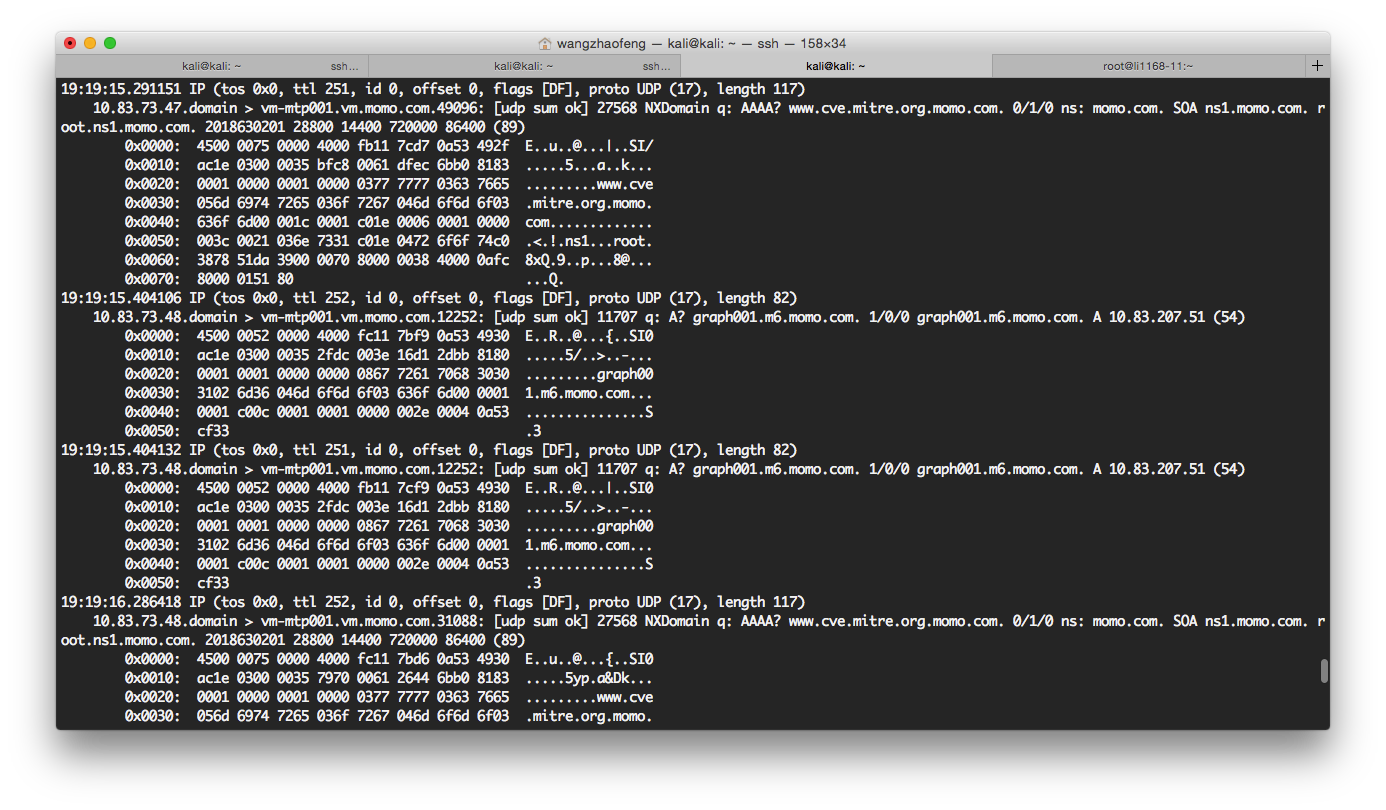 wangzhaofeng — kali@kali: ~ — ssh — 158×34
kali@kali: ~ ssh... kali@kali: ~ ssh... kali@kali: ~ root@li1168-11:~ +
19:19:15.291151 IP (tos 0x0, ttl 251, id 0, offset 0, flags [DF], proto UDP (17), length 117)
    10.83.73.47.domain > vm-mtp001.vm.momo.com.49096: [udp sum ok] 27568 NXDomain q: AAAA? www.cve.mitre.org.momo.com. 0/1/0 ns: momo.com. SOA ns1.momo.com. r
oot.ns1.momo.com. 2018630201 28800 14400 720000 86400 (89)
        0x0000:  4500 0075 0000 4000 fb11 7cd7 0a53 492f  E..u..@...|..SI/
        0x0010:  ac1e 0300 0035 bfc8 0061 dfec 6bb0 8183  .....5...a..k...
        0x0020:  0001 0000 0001 0000 0377 7777 0363 7665  .........www.cve
        0x0030:  056d 6974 7265 036f 7267 046d 6f6d 6f03  .mitre.org.momo.
        0x0040:  636f 6d00 001c 0001 c01e 0006 0001 0000  com.............
        0x0050:  003c 0021 036e 7331 c01e 0472 6f6f 74c0  .<.!.ns1...root.
        0x0060:  3878 51da 3900 0070 8000 0038 4000 0afc  8xQ.9..p...8@...
        0x0070:  8000 0151 80                             ...Q.
19:19:15.404106 IP (tos 0x0, ttl 252, id 0, offset 0, flags [DF], proto UDP (17), length 82)
    10.83.73.48.domain > vm-mtp001.vm.momo.com.12252: [udp sum ok] 11707 q: A? graph001.m6.momo.com. 1/0/0 graph001.m6.momo.com. A 10.83.207.51 (54)
        0x0000:  4500 0052 0000 4000 fc11 7bf9 0a53 4930  E..R..@...{..SI0
        0x0010:  ac1e 0300 0035 2fdc 003e 16d1 2dbb 8180  .....5/..>..-...
        0x0020:  0001 0001 0000 0000 0867 7261 7068 3030  .........graph00
        0x0030:  3102 6d36 046d 6f6d 6f03 636f 6d00 0001  1.m6.momo.com...
        0x0040:  0001 c00c 0001 0001 0000 002e 0004 0a53  ...............S
        0x0050:  cf33                                     .3
19:19:15.404132 IP (tos 0x0, ttl 251, id 0, offset 0, flags [DF], proto UDP (17), length 82)
    10.83.73.48.domain > vm-mtp001.vm.momo.com.12252: [udp sum ok] 11707 q: A? graph001.m6.momo.com. 1/0/0 graph001.m6.momo.com. A 10.83.207.51 (54)
        0x0000:  4500 0052 0000 4000 fb11 7cf9 0a53 4930  E..R..@...|..SI0
        0x0010:  ac1e 0300 0035 2fdc 003e 16d1 2dbb 8180  .....5/..>..-...
        0x0020:  0001 0001 0000 0000 0867 7261 7068 3030  .........graph00
        0x0030:  3102 6d36 046d 6f6d 6f03 636f 6d00 0001  1.m6.momo.com...
        0x0040:  0001 c00c 0001 0001 0000 002e 0004 0a53  ...............S
        0x0050:  cf33                                     .3
19:19:16.286418 IP (tos 0x0, ttl 252, id 0, offset 0, flags [DF], proto UDP (17), length 117)
    10.83.73.48.domain > vm-mtp001.vm.momo.com.31088: [udp sum ok] 27568 NXDomain q: AAAA? www.cve.mitre.org.momo.com. 0/1/0 ns: momo.com. SOA ns1.momo.com. r
oot.ns1.momo.com. 2018630201 28800 14400 720000 86400 (89)
        0x0000:  4500 0075 0000 4000 fc11 7bd6 0a53 4930  E..u..@...{..SI0
        0x0010:  ac1e 0300 0035 7970 0061 2644 6bb0 8183  .....5yp.a&Dk...
        0x0020:  0001 0000 0001 0000 0377 7777 0363 7665  .........www.cve
        0x0030:  056d 6974 7265 036f 7267 046d 6f6d 6f03  .mitre.org.momo.